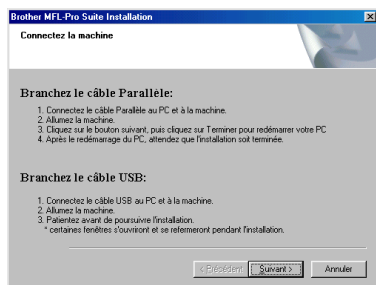 Brother MFL-Pro Suite Installation
Connectez la machine
Branchez le câble Parallèle:
1. Connectez le câble Parallèle au PC et à la machine.
2. Allumez la machine.
3. Cliquez sur le bouton suivant, puis cliquez sur Terminer pour redémarrer votre PC
4. Après le redémarrage du PC, attendez que l'installation soit terminée.
Branchez le câble USB:
1. Connectez le câble USB au PC et à la machine.
2. Allumez la machine.
3. Patientez avant de poursuivre l'installation.
* certaines fenêtres s'ouvriront et se refermeront pendant l'installation.
< Précédent Suivant > Annuler